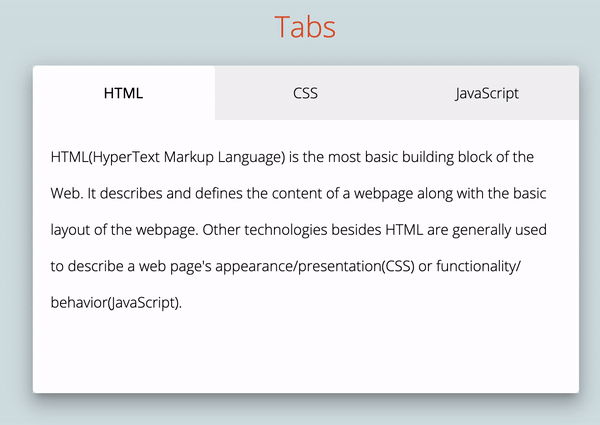 Tabs
HTML
CSS
JavaScript
HTML(HyperText Markup Language) is the most basic building block of the
Web. It describes and defines the content of a webpage along with the basic
layout of the webpage. Other technologies besides HTML are generally used
to describe a web page's appearance/presentation(CSS) or functionality/
behavior(JavaScript).